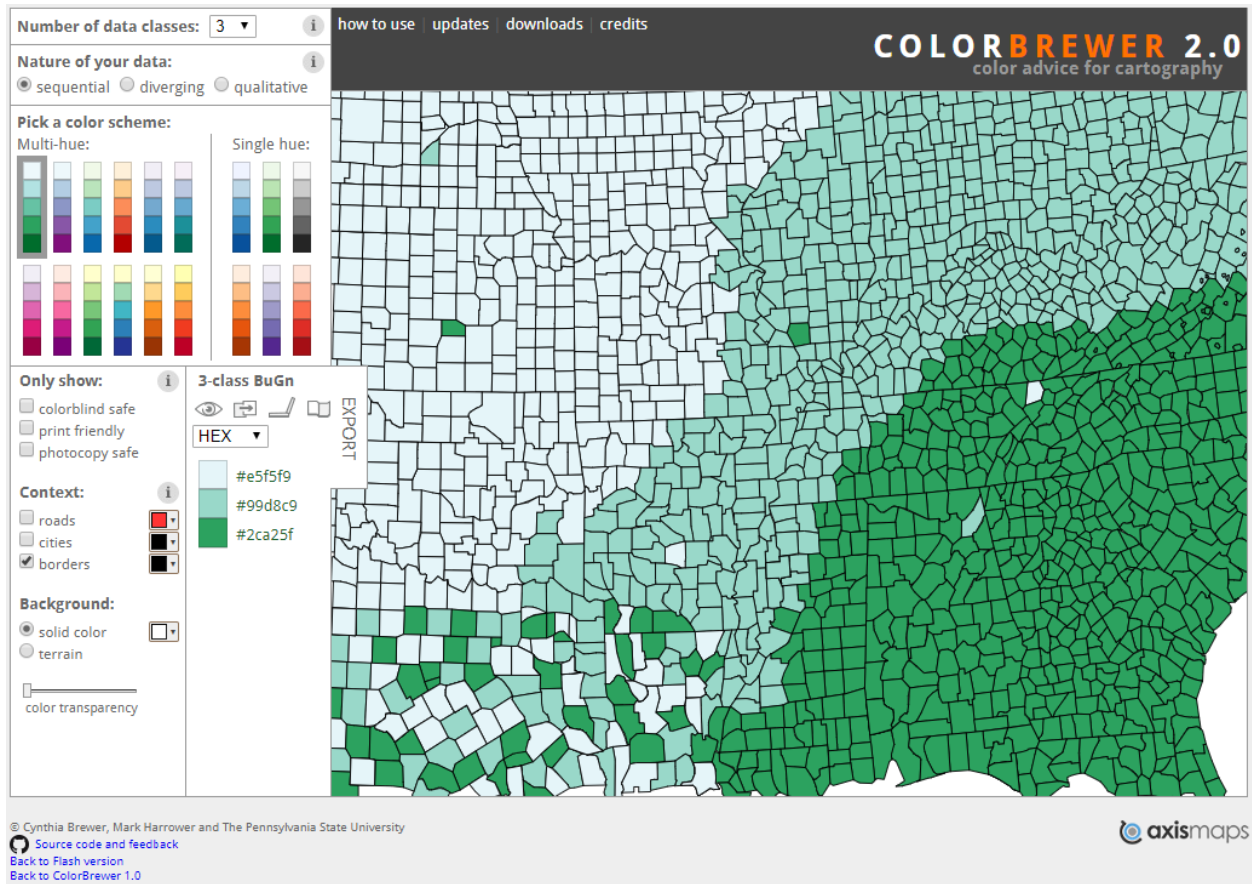 Number of data classes: 3
i
how to use | updates | downloads | credits
COLORBREWER 2.0
color advice for cartography
Nature of your data:
i
sequential diverging qualitative
Pick a color scheme:
Multi-hue: Single hue:
Only show:
i
colorblind safe
print friendly
photocopy safe
Context:
i
roads
cities
borders
Background:
solid color
terrain
color transparency
3-class BuGn
EXPORT
HEX
#e5f5f9
#99d8c9
#2ca25f
© Cynthia Brewer, Mark Harrower and The Pennsylvania State University
Source code and feedback
Back to Flash version
Back to ColorBrewer 1.0
axismaps